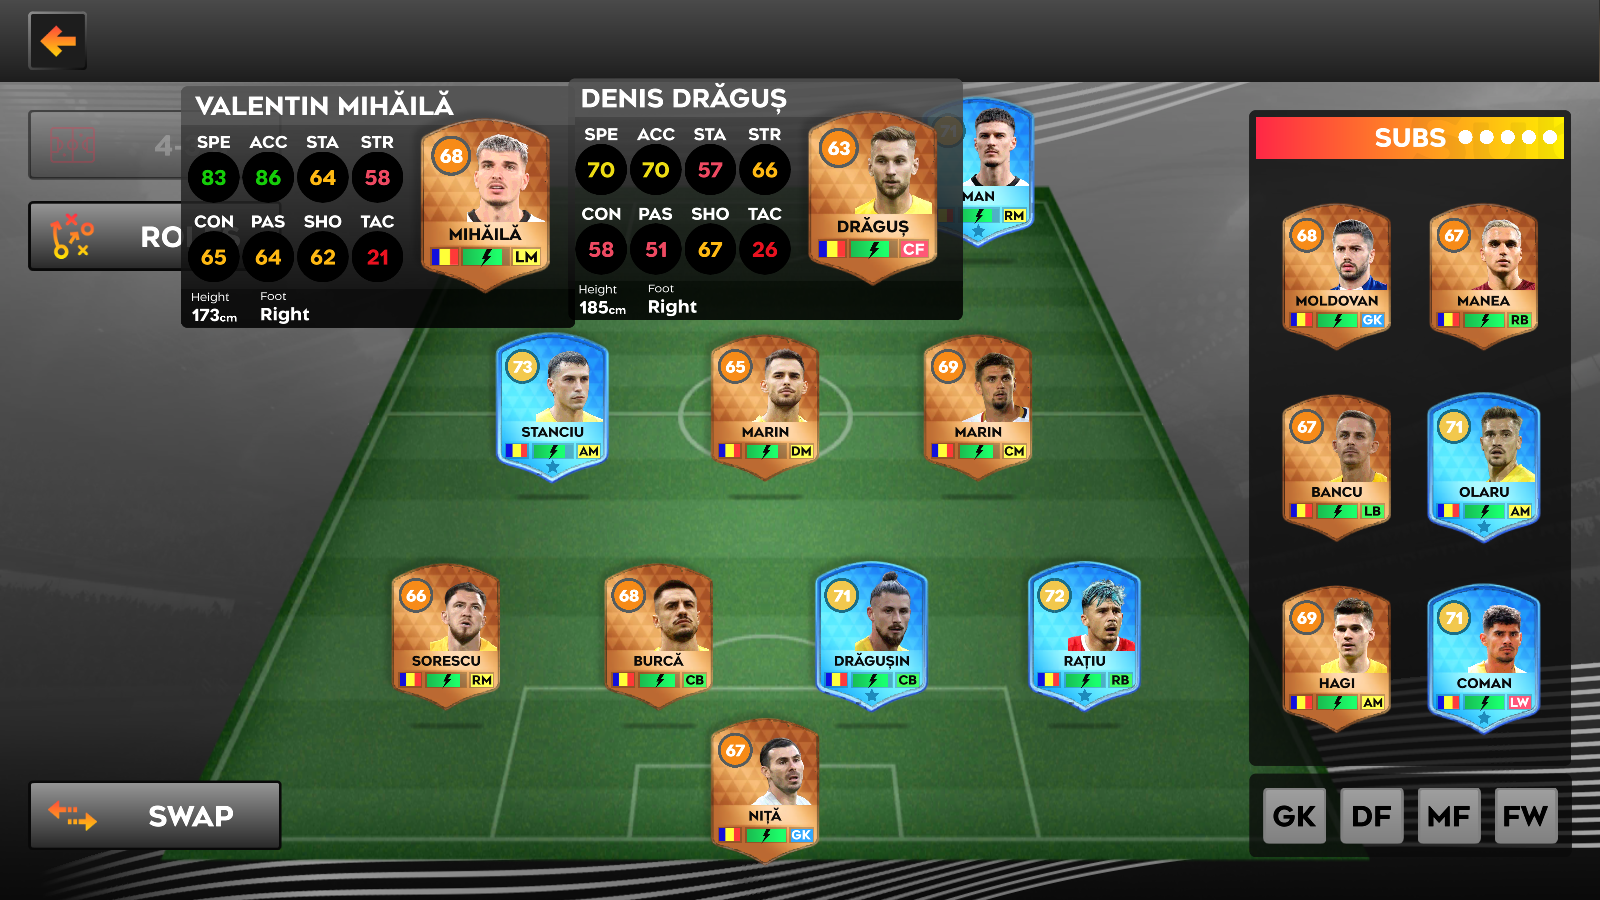 VALENTIN MIHĂILĂ
SPE ACC STA STR
83 86 64 58
CON PAS SHO TAC
65 64 62 21
Height Foot
173cm Right
68
MIHĂILĂ
LM
DENIS DRĂGUȘ
SPE ACC STA STR
70 70 57 66
CON PAS SHO TAC
58 51 67 26
Height Foot
185cm Right
63
DRĂGUȘ
CF
71
MAN
RM
4-
RO
SUBS
73
STANCIU
AM
65
MARIN
DM
69
MARIN
CM
66
SORESCU
RM
68
BURCĂ
CB
71
DRĂGUȘIN
CB
72
RAȚIU
RB
67
NIȚĂ
GK
68
MOLDOVAN
GK
67
MANEA
RB
67
BANCU
LB
71
OLARU
AM
69
HAGI
AM
71
COMAN
LW
SWAP
GK DF MF FW